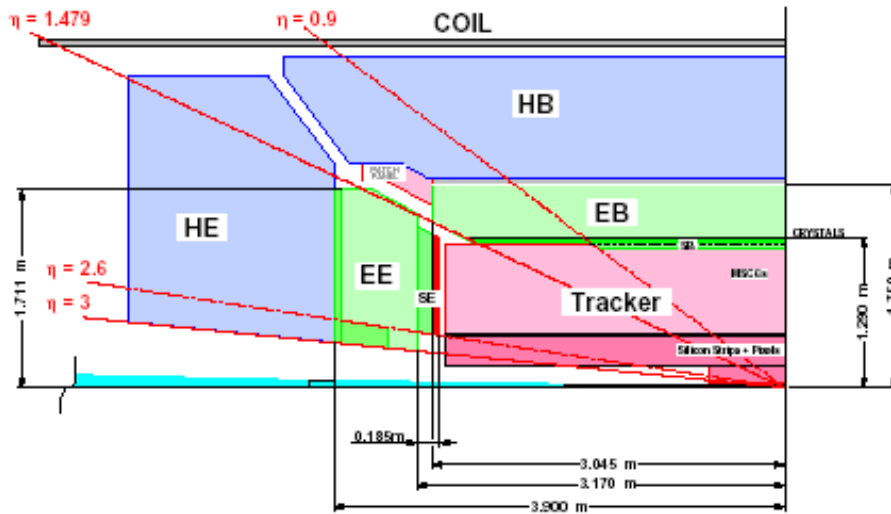 η = 1.479
η = 0.9
COIL
HB
EB
HE
CRYSTALS
EE
SE
η = 2.6
η = 3
1.711 m
Tracker
1.290 m
Silicon Strips + Pixels
0.185m
3.045 m
3.170 m
3.900 m